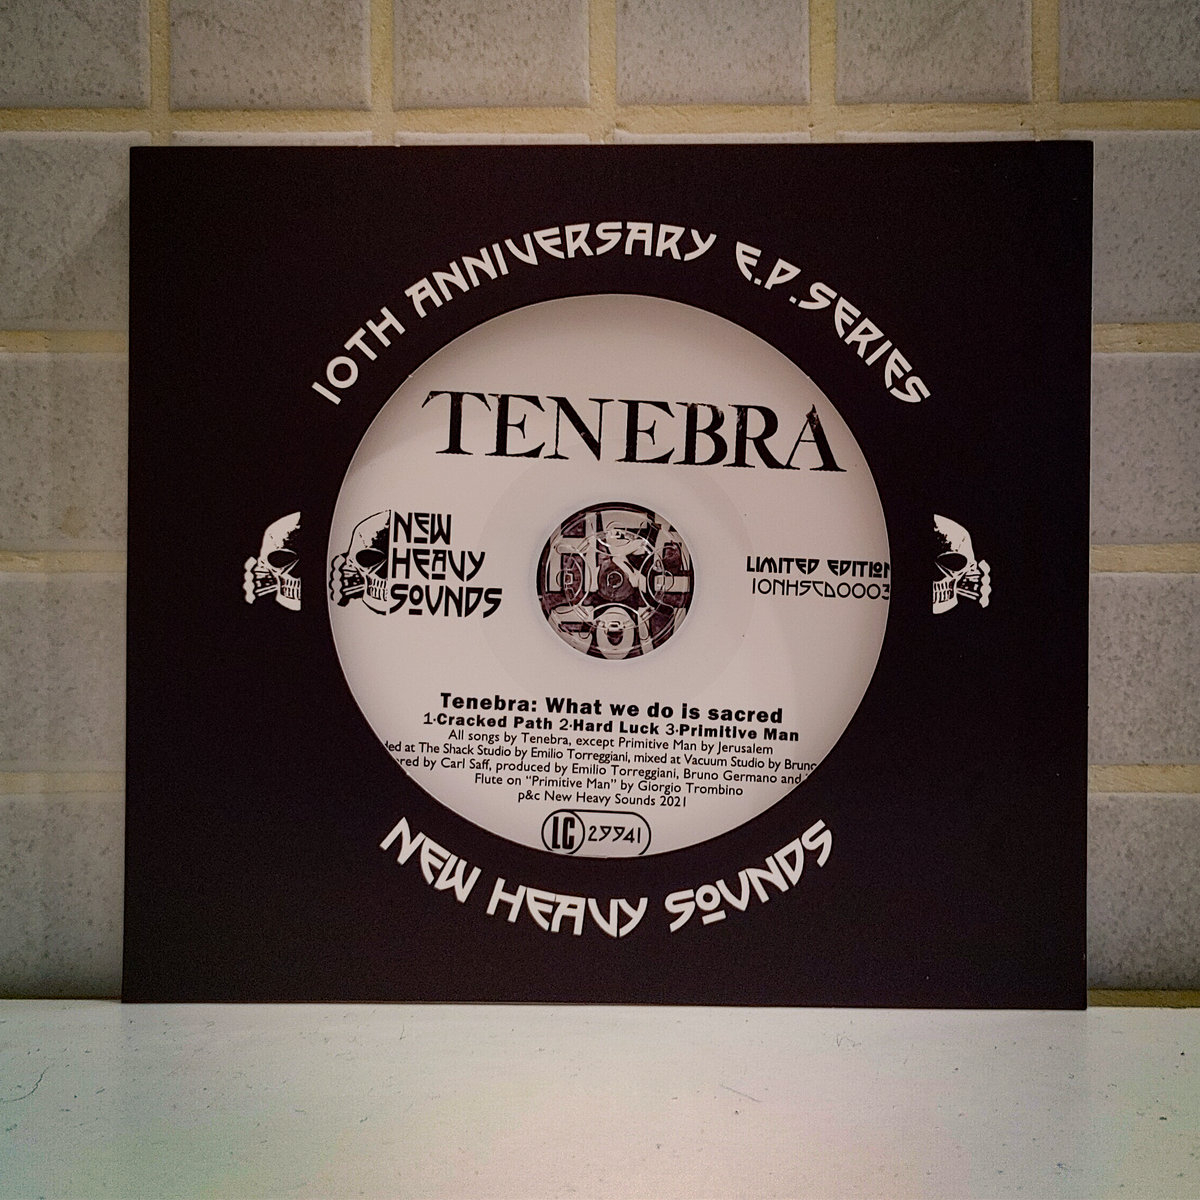 10TH ANNIVERSARY E.P. SERIES
TENEBRA
NEW
HEAVY
SOUNDS
LIMITED EDITION
10NHSCD0003
Tenebra: What we do is sacred
1·Cracked Path 2·Hard Luck 3·Primitive Man
All songs by Tenebra, except Primitive Man by Jerusalem
at The Shack Studio by Emilio Torreggiani, mixed at Vacuum Studio by Bruno
by Carl Saff, produced by Emilio Torreggiani, Bruno Germano and
Flute on "Primitive Man" by Giorgio Trombino
p&c New Heavy Sounds 2021
LC 29941
NEW HEAVY SOUNDS